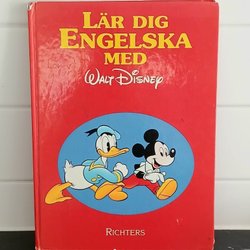 LÄR DIG
ENGELSKA
MED
WALT DISNEY
RICHTERS